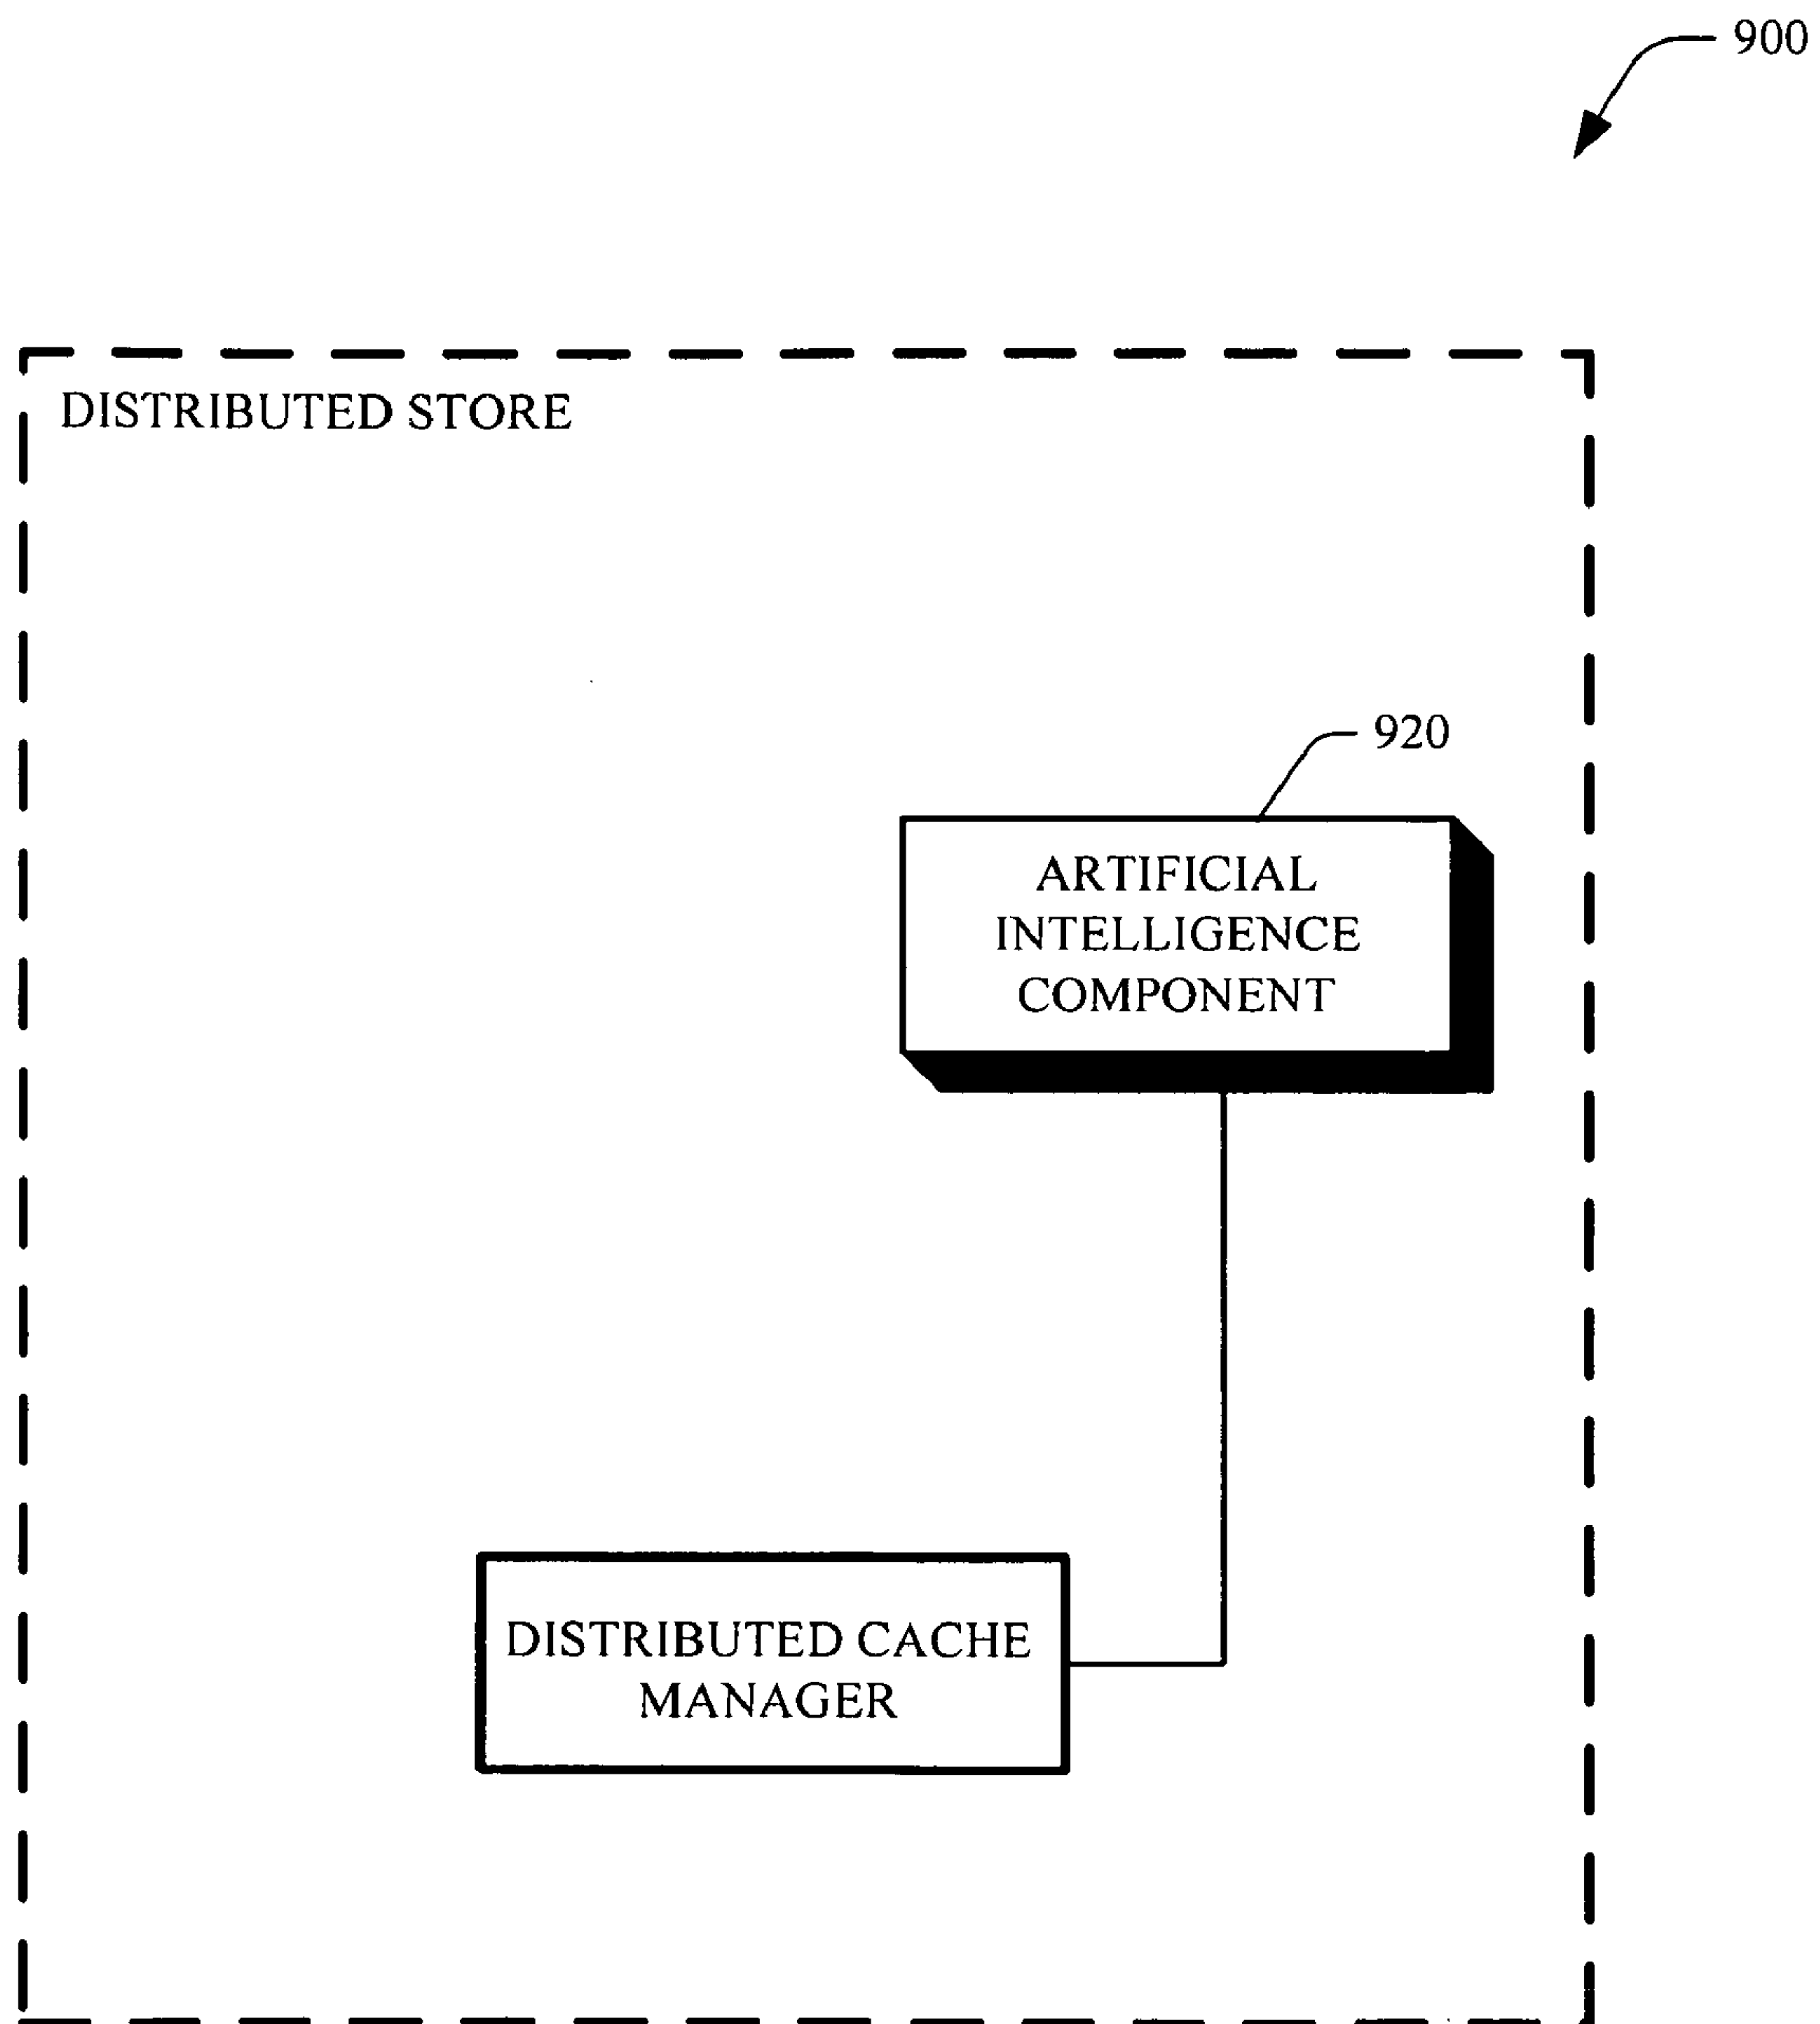 900
DISTRIBUTED STORE
920
ARTIFICIAL
INTELLIGENCE
COMPONENT
DISTRIBUTED CACHE
MANAGER